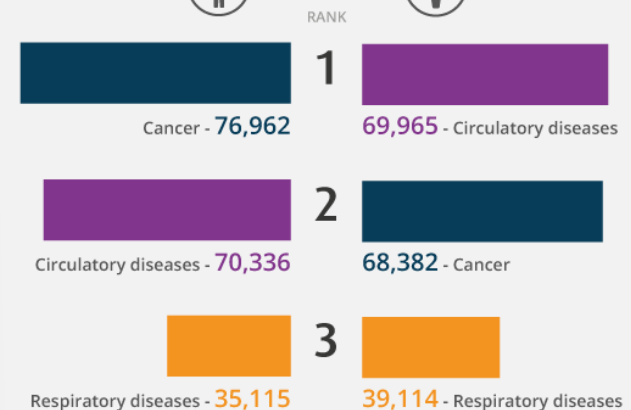 RANK
1
Cancer - 76,962
69,965 - Circulatory diseases
2
Circulatory diseases - 70,336
68,382 - Cancer
3
Respiratory diseases - 35,115
39,114 - Respiratory diseases